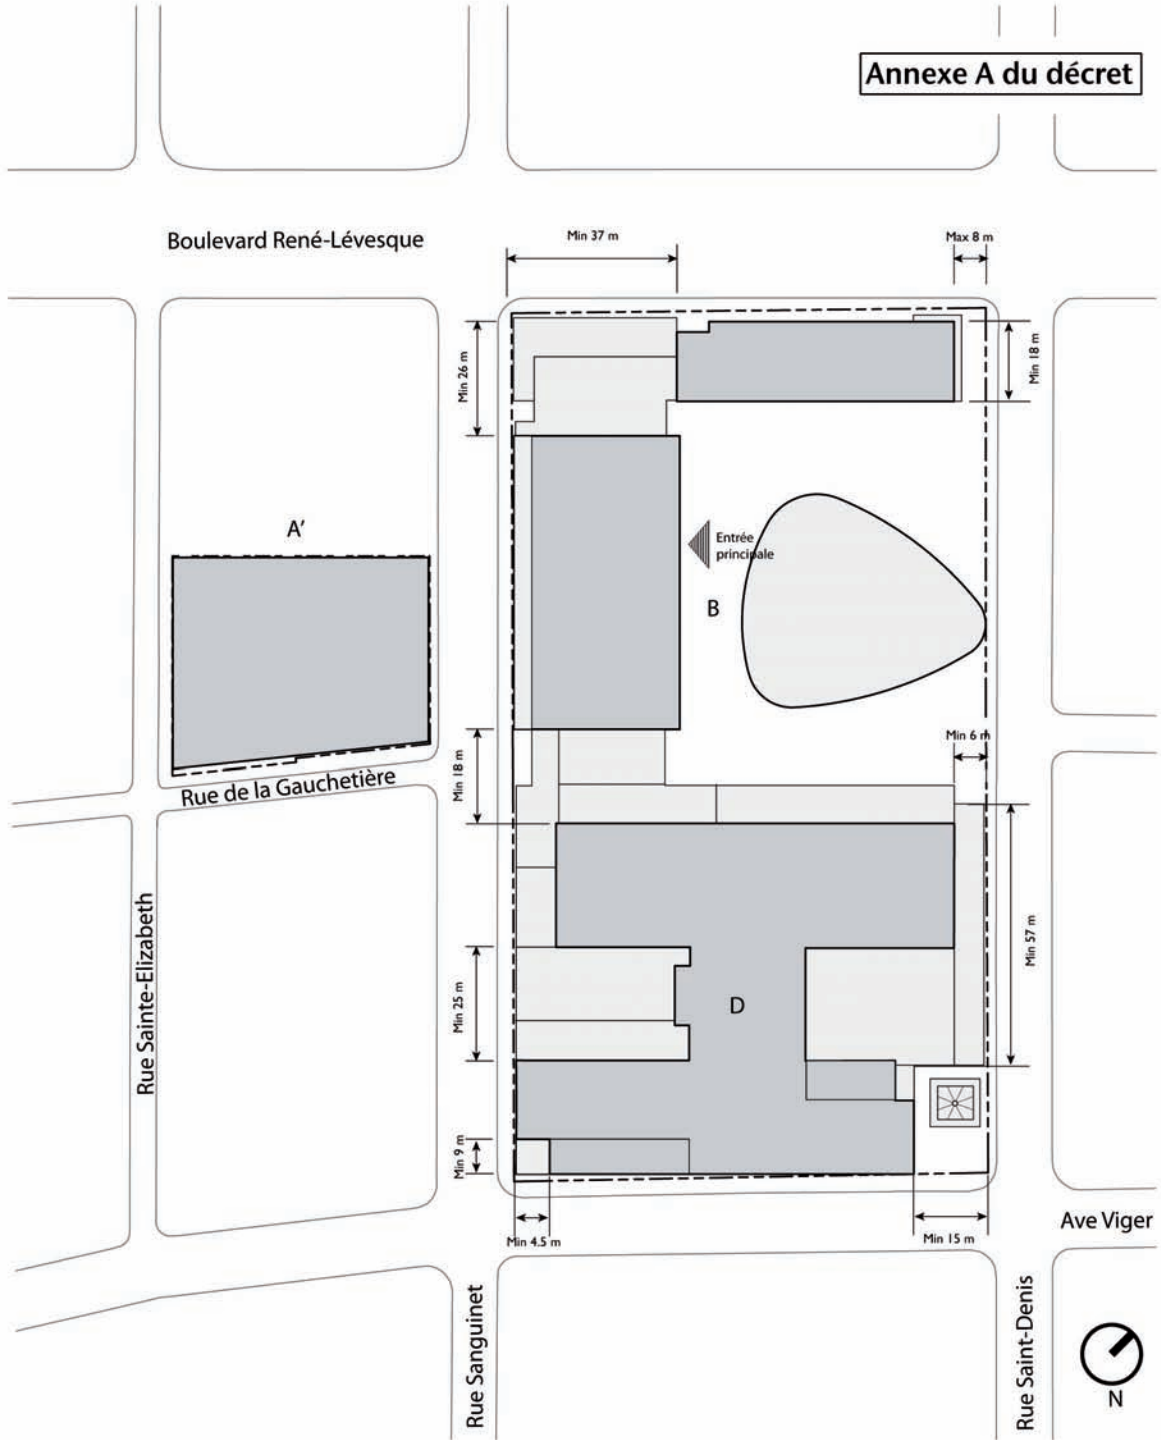 Annexe A du décret
Boulevard René-Lévesque
Min 37 m
Max 8 m
Min 26 m
Min 18 m
A'
Entrée
principale
B
Min 18 m
Min 6 m
Rue de la Gauchetière
Rue Sainte-Elizabeth
Min 25 m
D
Min 57 m
Min 9 m
Min 4.5 m
Min 15 m
Ave Viger
Rue Sanguinet
Rue Saint-Denis
N